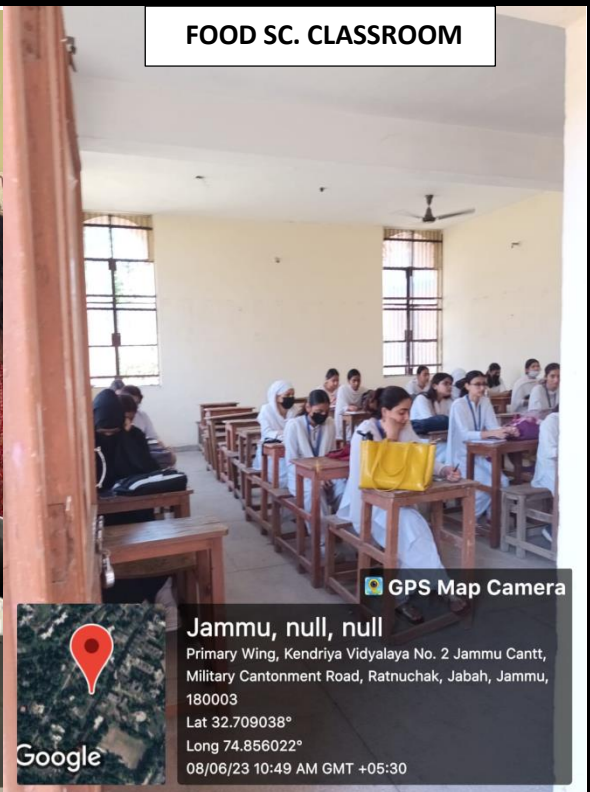 FOOD SC. CLASSROOM
GPS Map Camera
Jammu, null, null
Primary Wing, Kendriya Vidyalaya No. 2 Jammu Cantt,
Military Cantonment Road, Ratnuchak, Jabah, Jammu,
180003
Lat 32.709038°
Long 74.856022°
08/06/23 10:49 AM GMT +05:30
Google